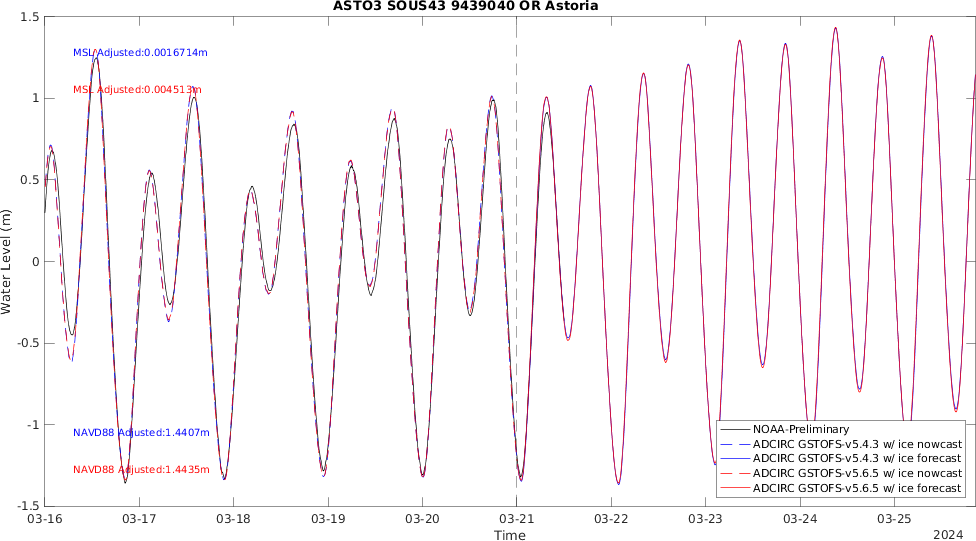 ASTO3 SOUS43 9439040 OR Astoria
1.5
1
0.5
0
-0.5
-1
-1.5
Water Level (m)
MSL Adjusted:0.0016714m
MSL Adjusted:0.004513m
NAVD88 Adjusted:1.4407m
NAVD88 Adjusted:1.4435m
NOAA-Preliminary
ADCIRC GSTOFS-v5.4.3 w/ ice nowcast
ADCIRC GSTOFS-v5.4.3 w/ ice forecast
ADCIRC GSTOFS-v5.6.5 w/ ice nowcast
ADCIRC GSTOFS-v5.6.5 w/ ice forecast
03-16 03-17 03-18 03-19 03-20 03-21 03-22 03-23 03-24 03-25
Time
2024